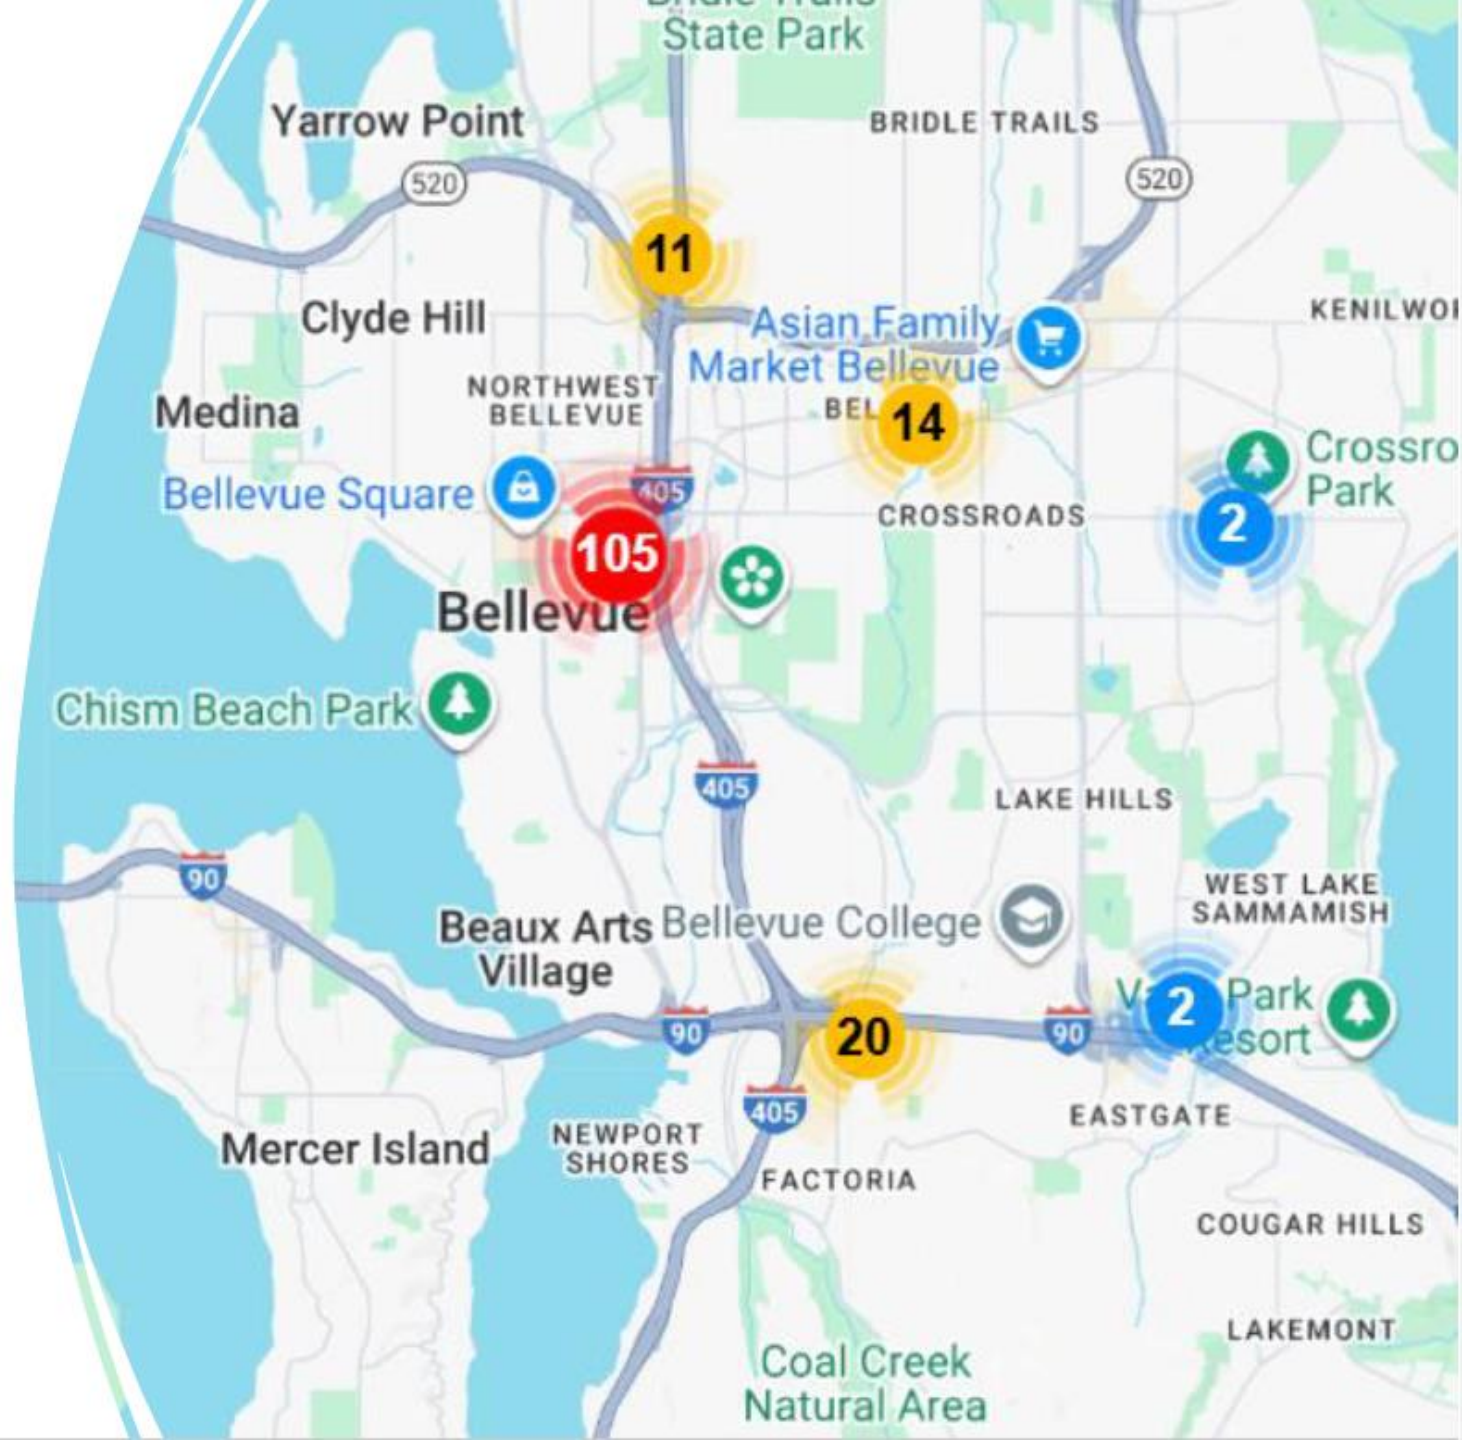 State Park
Yarrow Point
BRIDLE TRAILS
520
520
11
Clyde Hill
Asian Family
Market Bellevue
NORTHWEST
BELLEVUE
Medina
14
Bellevue Square
405
Park
CROSSROADS
2
105
Bellevue
Chism Beach Park
405
LAKE HILLS
90
WEST LAKE
SAMMAMISH
Beaux Arts
Village
Bellevue College
Park
2
90
20
90
405
EASTGATE
Mercer Island
NEWPORT
SHORES
FACTORIA
COUGAR HILLS
LAKEMONT
Coal Creek
Natural Area